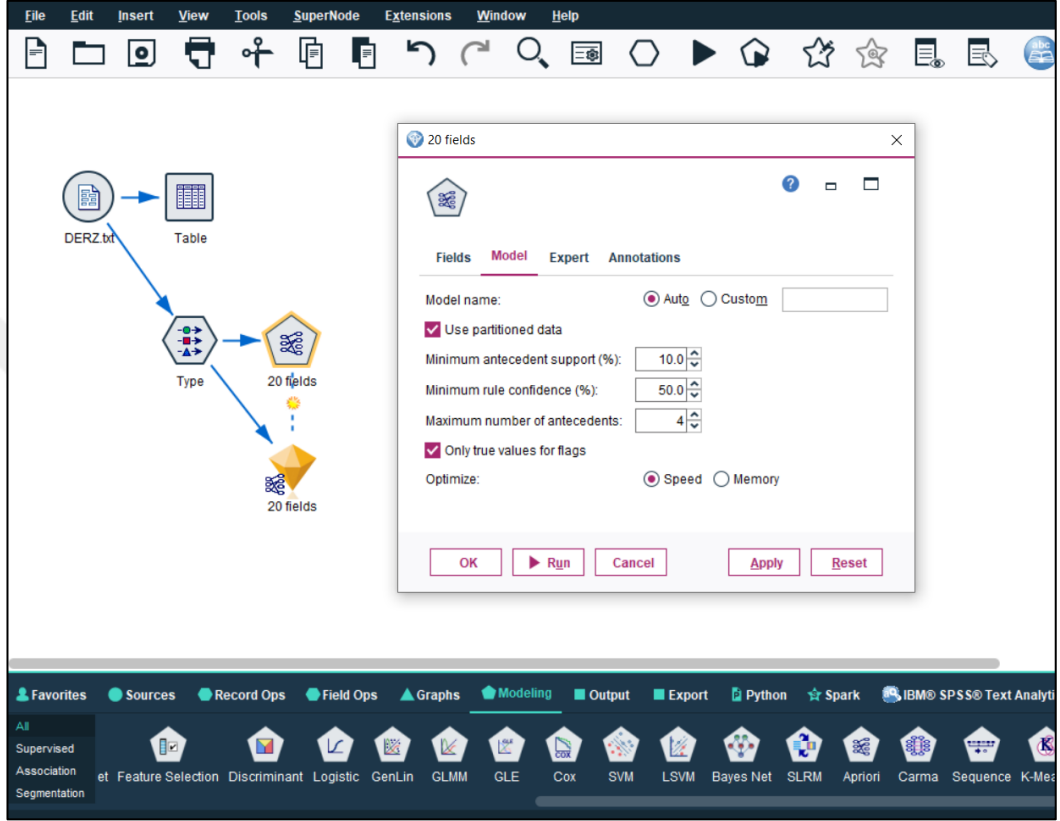 File Edit Insert View Tools SuperNode Extensions Window Help
abc
20 fields
DERZ.txt
Table
Fields Model Expert Annotations
Model name: Auto Custom
Use partitioned data
Minimum antecedent support (%): 10.0
Minimum rule confidence (%): 50.0
Maximum number of antecedents: 4
Only true values for flags
Optimize: Speed Memory
Type
20 fields
20 fields
OK Run Cancel Apply Reset
Favorites Sources Record Ops Field Ops Graphs Modeling Output Export Python Spark IBM® SPSS® Text Analyti
All
Supervised
Association
Segmentation
et Feature Selection Discriminant Logistic GenLin GLMM GLE Cox SVM LSVM Bayes Net SLRM Apriori Carma Sequence K-Mea